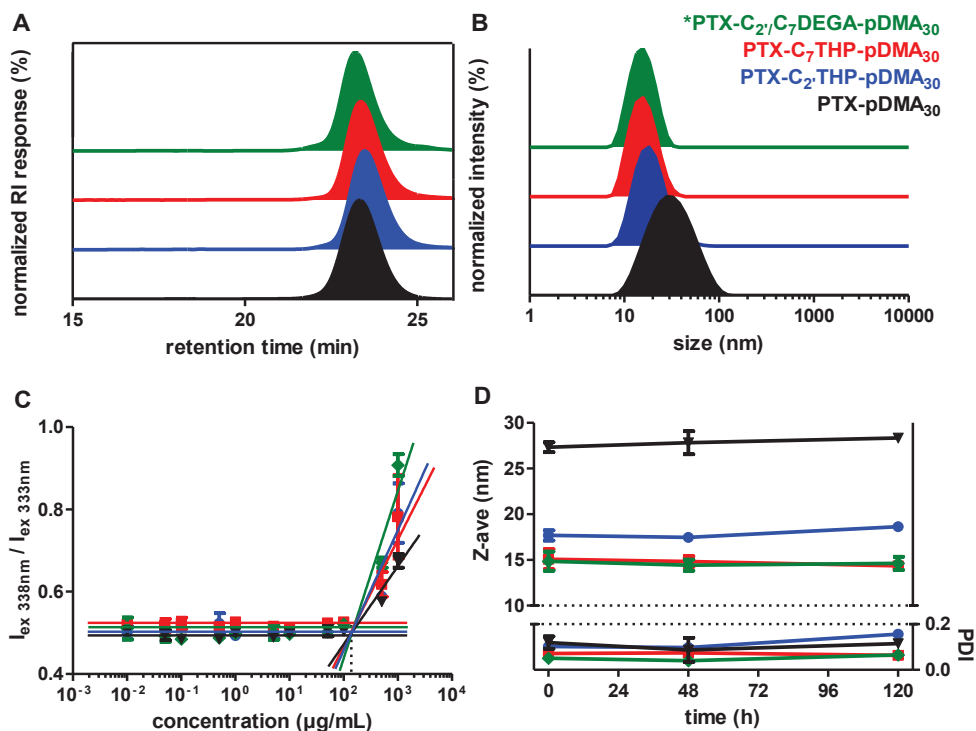 A
normalized RI response (%)
15 20 25
retention time (min)
B
*PTX-C2'/C7DEGA-pDMA30
PTX-C7THP-pDMA30
PTX-C2'THP-pDMA30
PTX-pDMA30
normalized intensity (%)
1 10 100 1000 10000
size (nm)
C
I ex 338nm / I ex 333nm
1.0
0.8
0.6
0.4
10⁻³ 10⁻² 10⁻¹ 10⁰ 10¹ 10² 10³ 10⁴
concentration (µg/mL)
D
Z-ave (nm)
30
25
20
15
10
0.2
0.0
PDI
0 24 48 72 96 120
time (h)